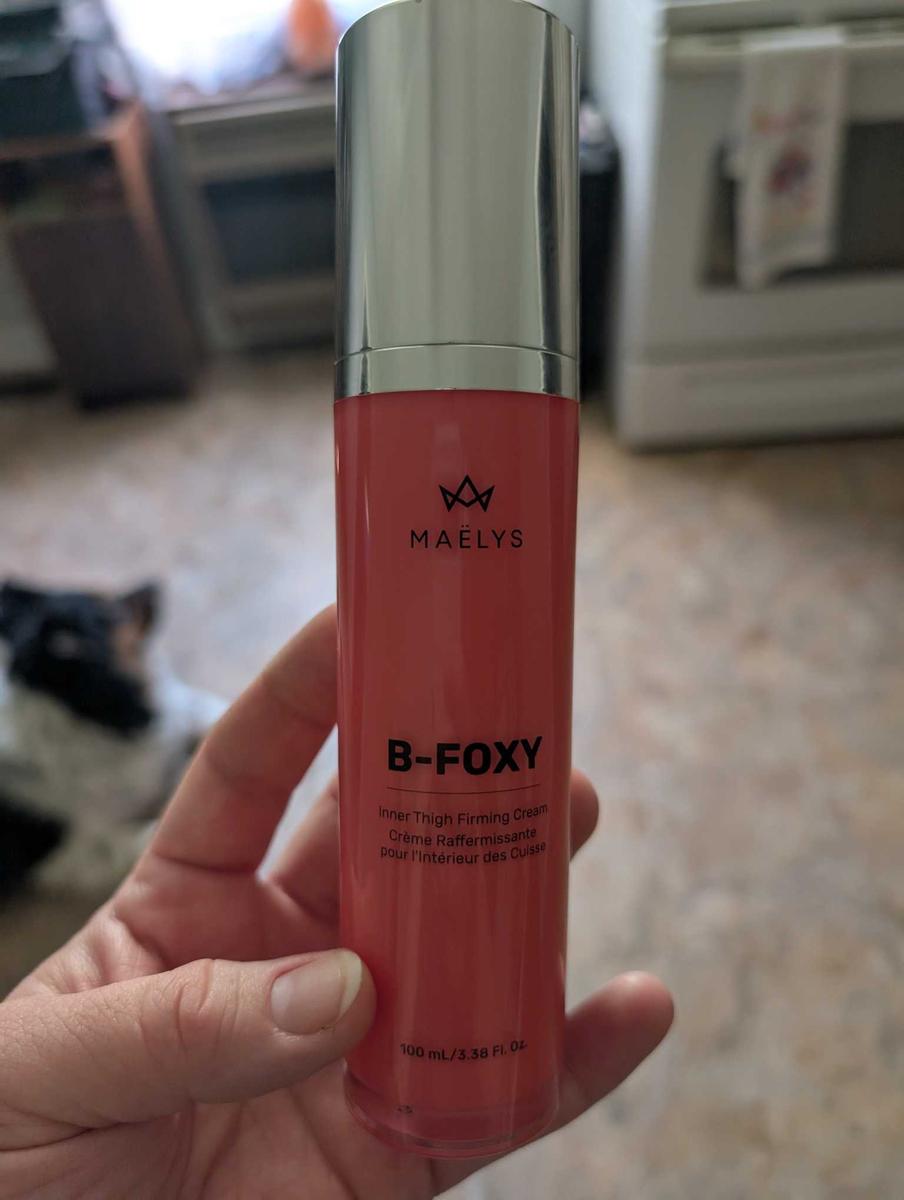 MAËLYS
B-FOXY
Inner Thigh Firming Cream
Crème Raffermissante
pour l'Intérieur des Cuisse
100 mL/3.38 Fl. Oz.